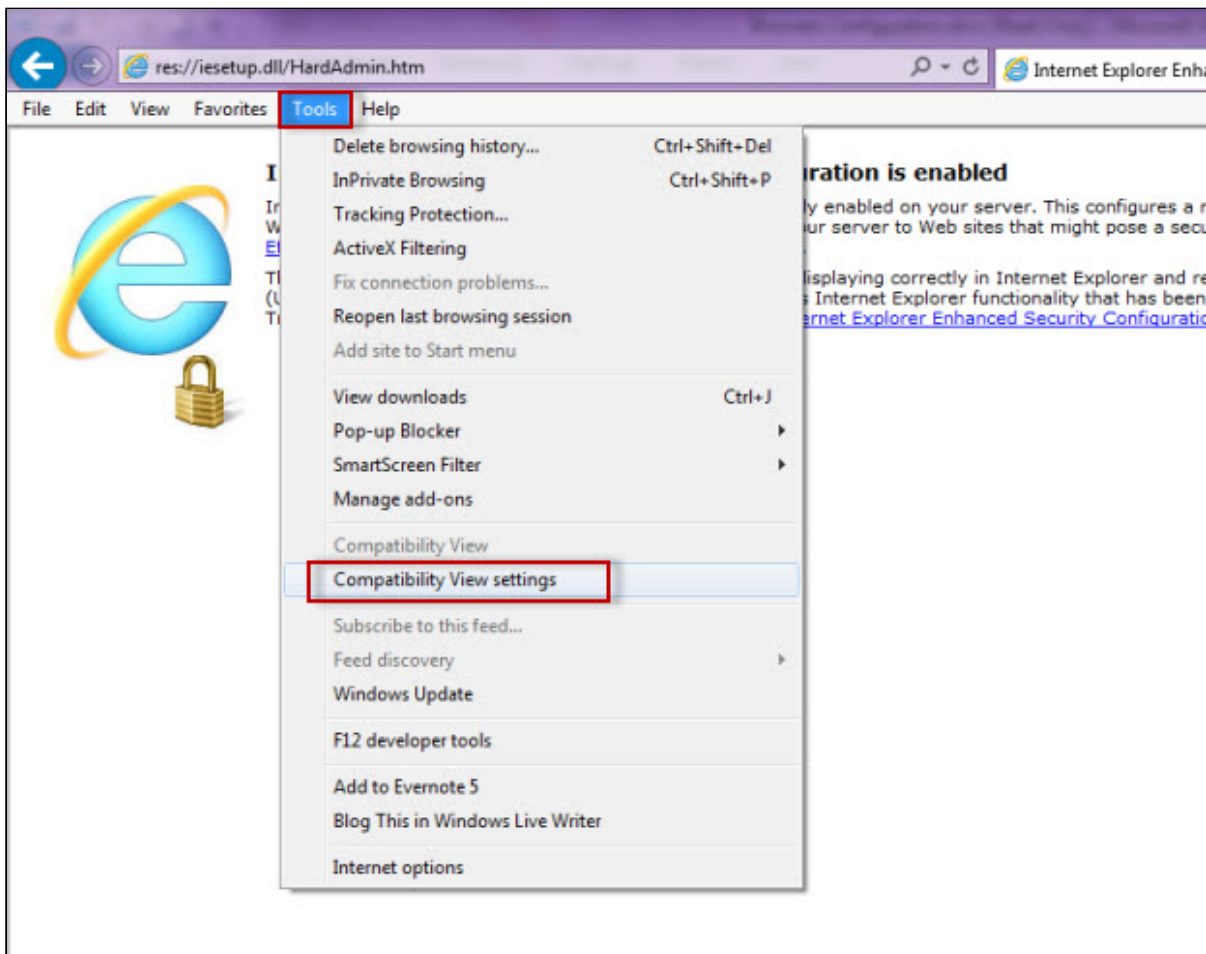 res://iesetup.dll/HardAdmin.htm
Internet Explorer Enha
File Edit View Favorites Tools Help
Delete browsing history... Ctrl+Shift+Del
InPrivate Browsing Ctrl+Shift+P
Tracking Protection...
ActiveX Filtering
Fix connection problems...
Reopen last browsing session
Add site to Start menu
View downloads Ctrl+J
Pop-up Blocker
SmartScreen Filter
Manage add-ons
Compatibility View
Compatibility View settings
Subscribe to this feed...
Feed discovery
Windows Update
F12 developer tools
Add to Evernote 5
Blog This in Windows Live Writer
Internet options
uration is enabled
ly enabled on your server. This configures a
ur server to Web sites that might pose a secu
isplaying correctly in Internet Explorer and re
s Internet Explorer functionality that has been
ernet Explorer Enhanced Security Configuratio